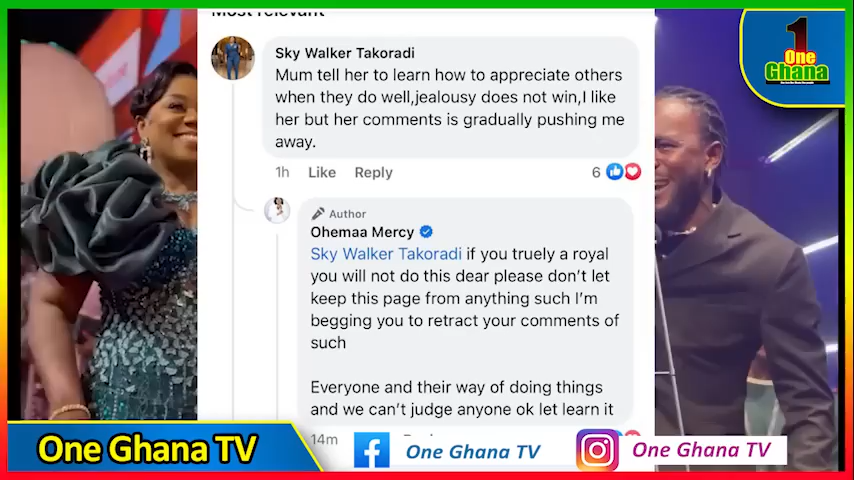 Most relevant
1
One
Ghana
Sky Walker Takoradi
Mum tell her to learn how to appreciate others
when they do well,jealousy does not win,I like
her but her comments is gradually pushing me
away.
1h Like Reply 6
Author
Ohemaa Mercy
Sky Walker Takoradi if you truely a royal
you will not do this dear please don't let
keep this page from anything such I'm
begging you to retract your comments of
such
Everyone and their way of doing things
and we can't judge anyone ok let learn it
14m
One Ghana TV
One Ghana TV
One Ghana TV